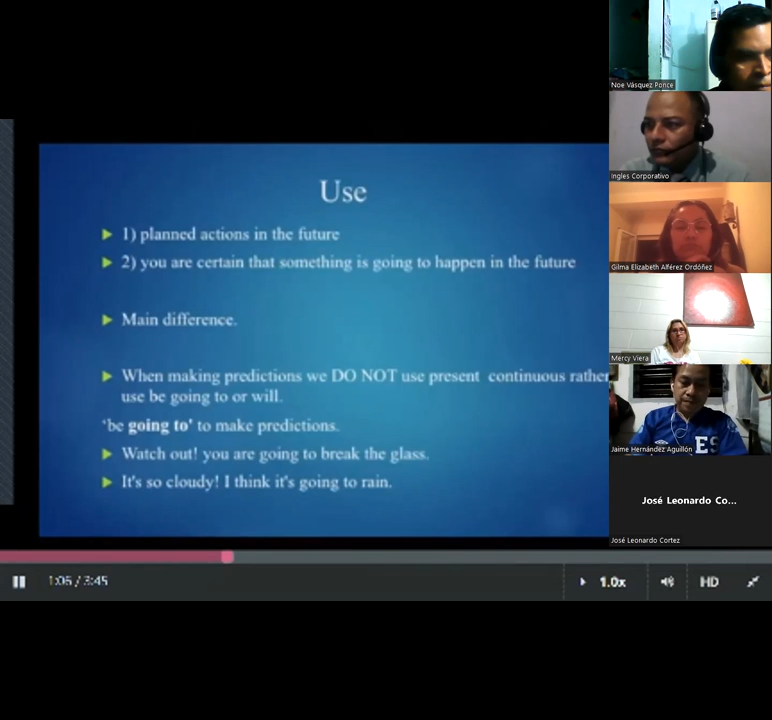 Use
1) planned actions in the future
2) you are certain that something is going to happen in the future
Main difference.
When making predictions we DO NOT use present continuous rather
use be going to or will.
'be going to' to make predictions.
Watch out! you are going to break the glass.
It's so cloudy! I think it's going to rain.
1:06 / 3:45
1.0x
HD
Noe Vásquez Ponce
Ingles Corporativo
Gilma Elizabeth Alférez Ordóñez
Mercy Viera
Jaime Hernández Aguillón
ES
José Leonardo Co...
José Leonardo Cortez